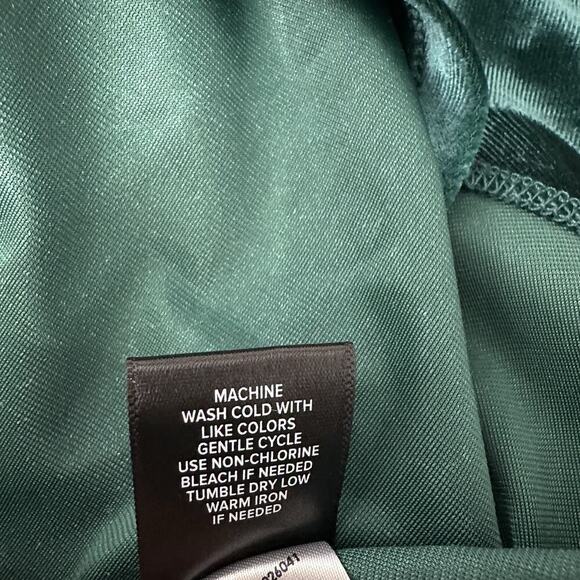 MACHINE
WASH COLD WITH
LIKE COLORS
GENTLE CYCLE
USE NON-CHLORINE
BLEACH IF NEEDED
TUMBLE DRY LOW
WARM IRON
IF NEEDED